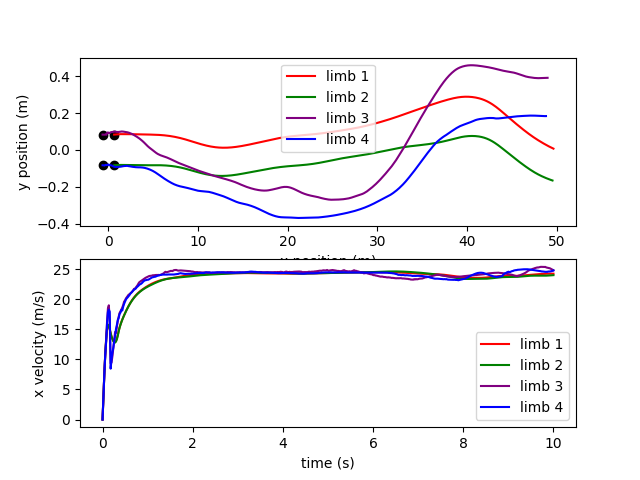 y position (m)
0.4
0.2
0.0
−0.2
−0.4
limb 1
limb 2
limb 3
limb 4
0 10 20 30 40 50
x position (m)
x velocity (m/s)
25
20
15
10
5
0
limb 1
limb 2
limb 3
limb 4
0 2 4 6 8 10
time (s)